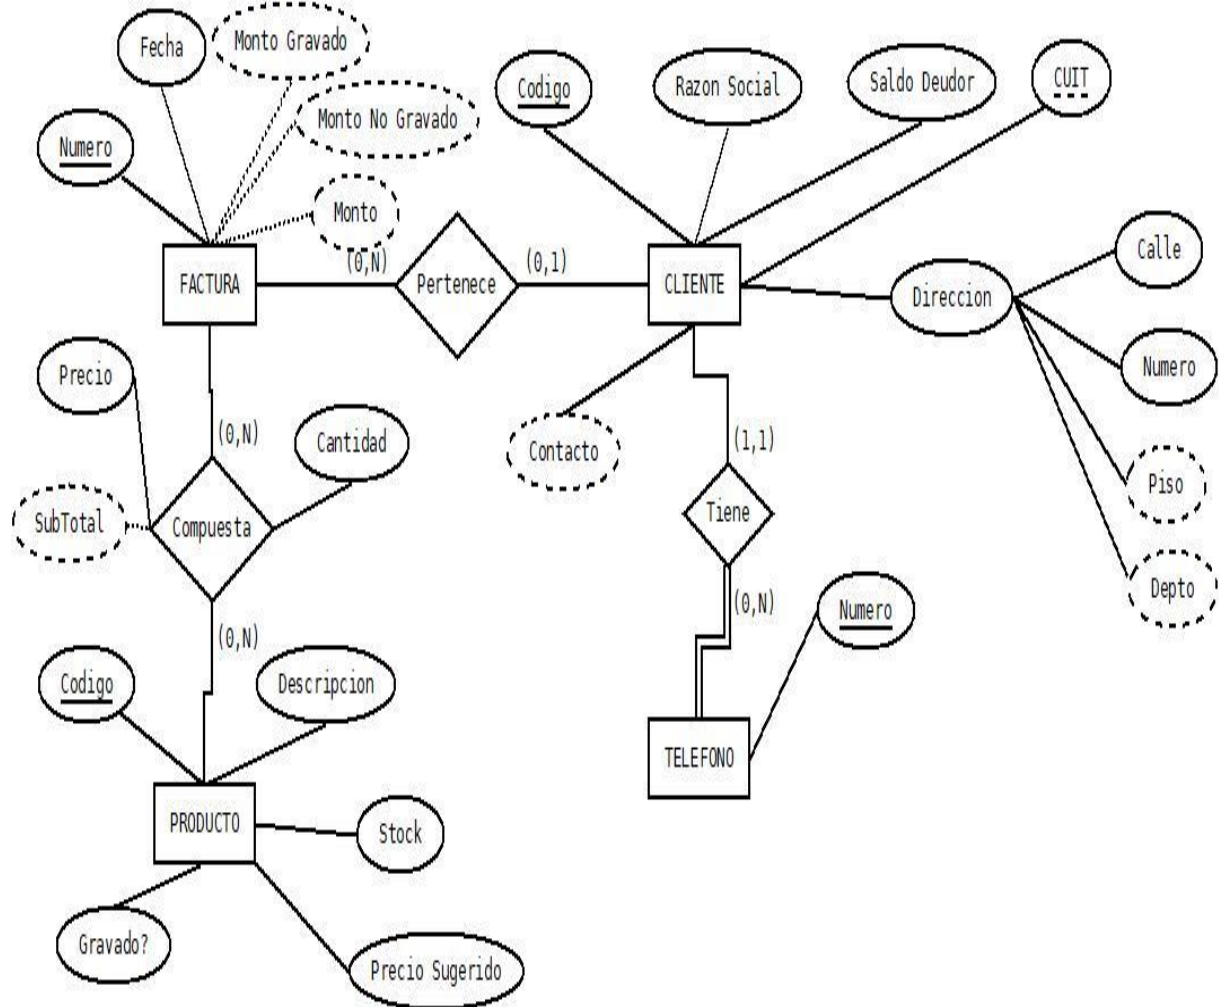 Fecha
Monto Gravado
Monto No Gravado
Numero
Monto
Codigo
Razon Social
Saldo Deudor
CUIT
FACTURA
(0,N)
Pertenece
(0,1)
CLIENTE
Direccion
Calle
Numero
Piso
Depto
Contacto
Precio
(0,N)
Cantidad
SubTotal
Compuesta
(0,N)
(1,1)
Tiene
(0,N)
Numero
TELEFONO
Codigo
Descripcion
PRODUCTO
Stock
Gravado?
Precio Sugerido